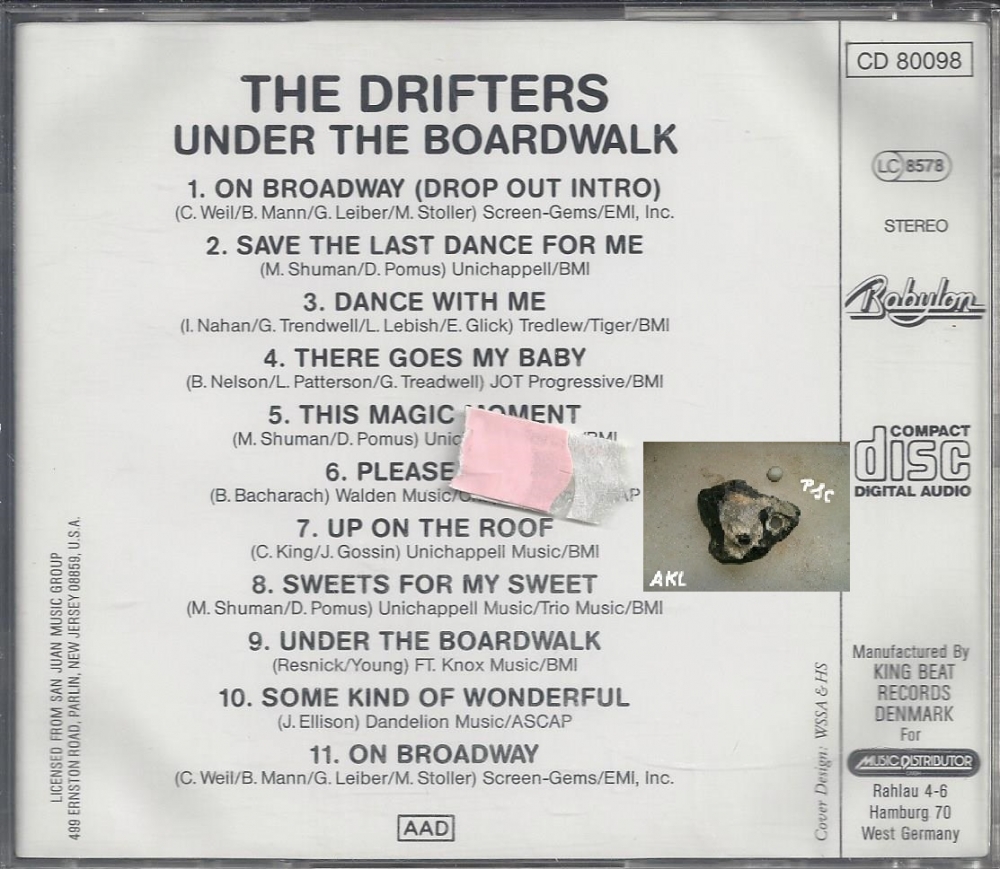 THE DRIFTERS
UNDER THE BOARDWALK
1. ON BROADWAY (DROP OUT INTRO)
(C. Weil/B. Mann/G. Leiber/M. Stoller) Screen-Gems/EMI, Inc.
2. SAVE THE LAST DANCE FOR ME
(M. Shuman/D. Pomus) Unichappell/BMI
3. DANCE WITH ME
(I. Nahan/G. Trendwell/L. Lebish/E. Glick) Tredlew/Tiger/BMI
4. THERE GOES MY BABY
(B. Nelson/L. Patterson/G. Treadwell) JOT Progressive/BMI
5. THIS MAGIC MOMENT
(M. Shuman/D. Pomus) /BMI
6. PLEASE
(B. Bacharach) Walden Music/
7. UP ON THE ROOF
(C. King/J. Gossin) Unichappell Music/BMI
8. SWEETS FOR MY SWEET
(M. Shuman/D. Pomus) Unichappell Music/Trio Music/BMI
9. UNDER THE BOARDWALK
(Resnick/Young) FT. Knox Music/BMI
10. SOME KIND OF WONDERFUL
(J. Ellison) Dandelion Music/ASCAP
11. ON BROADWAY
(C. Weil/B. Mann/G. Leiber/M. Stoller) Screen-Gems/EMI, Inc.
AAD
LICENSED FROM SAN JUAN MUSIC GROUP
499 ERNSTON ROAD, PARLIN, NEW JERSEY 08859, U.S.A.
PSC
AKL
Cover Design: WSSA & HS
CD 80098
LC 8578
STEREO
Babylon
COMPACT
disc
DIGITAL AUDIO
Manufactured By
KING BEAT
RECORDS
DENMARK
For
MUSIC DISTRIBUTOR
Rahlau 4-6
Hamburg 70
West Germany